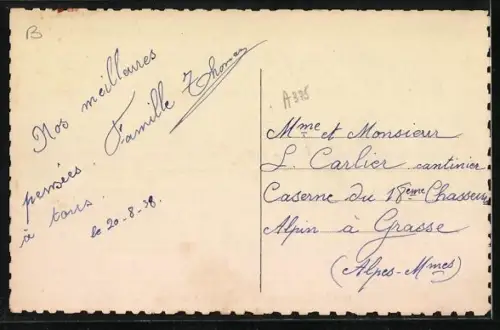 B
Nos meilleures
pensées. Famille Thomas
à tous.
le 20-8-38
A335
Mme et Monsieur
L. Carlier cantinier
Caserne du 18ème Chasseurs
Alpin à Grasse
(Alpes-Mmes)